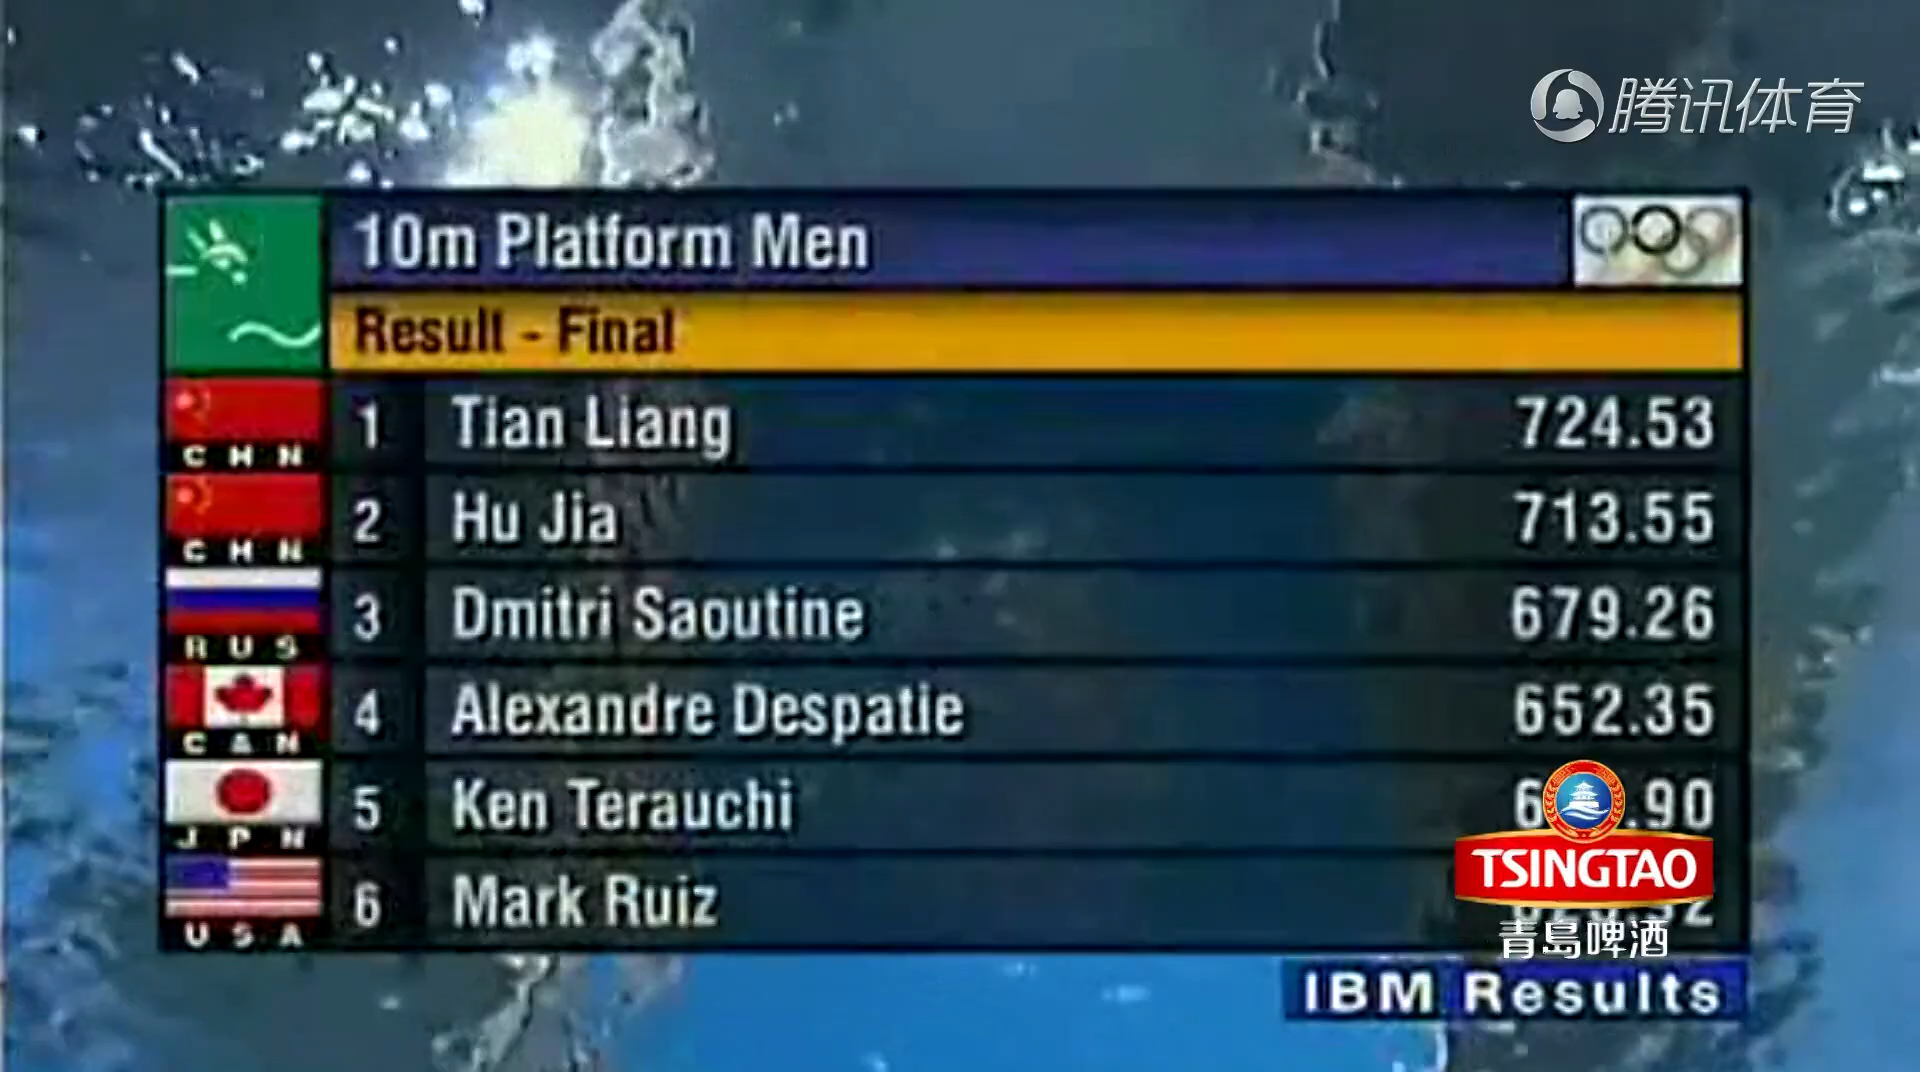 腾讯体育
10m Platform Men
Result - Final
CHN 1 Tian Liang 724.53
CHN 2 Hu Jia 713.55
RUS 3 Dmitri Saoutine 679.26
CAN 4 Alexandre Despatie 652.35
JPN 5 Ken Terauchi
USA 6 Mark Ruiz
TSINGTAO
青岛啤酒
IBM Results